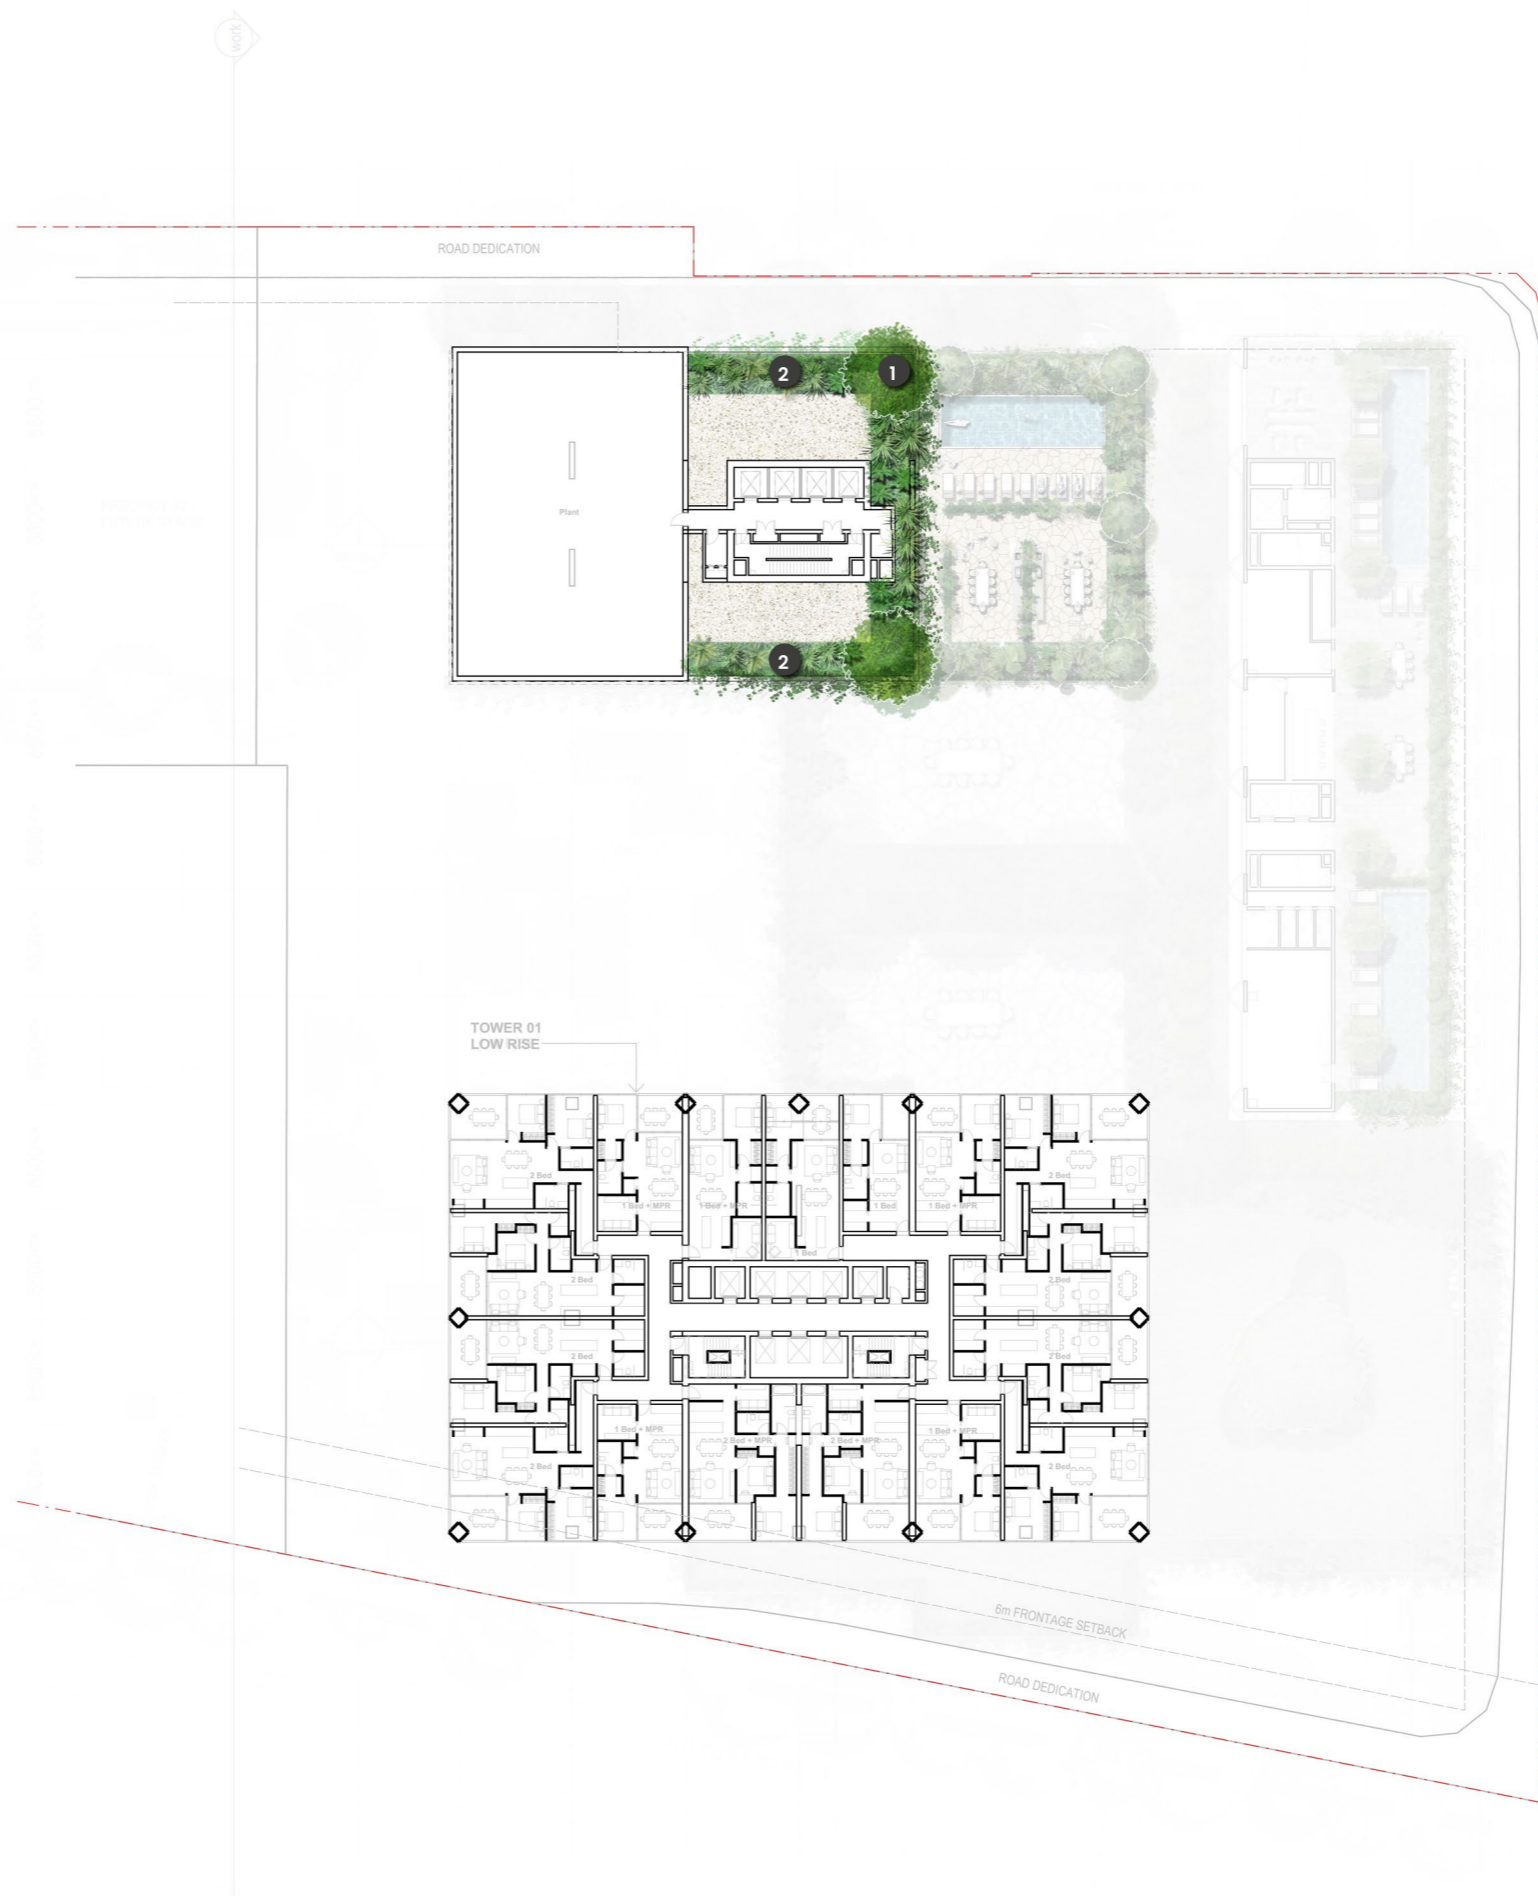 work
ROAD DEDICATION
2
1
Plant
2
TOWER 01
LOW RISE
2 Bed
2 Bed
1 Bed + MPR
1 Bed + MPR
1 Bed
1 Bed + MPR
1 Bed
2 Bed
2 Bed
2 Bed
2 Bed
1 Bed + MPR
2 Bed + MPR
2 Bed + MPR
1 Bed + MPR
2 Bed
2 Bed
6m FRONTAGE SETBACK
ROAD DEDICATION